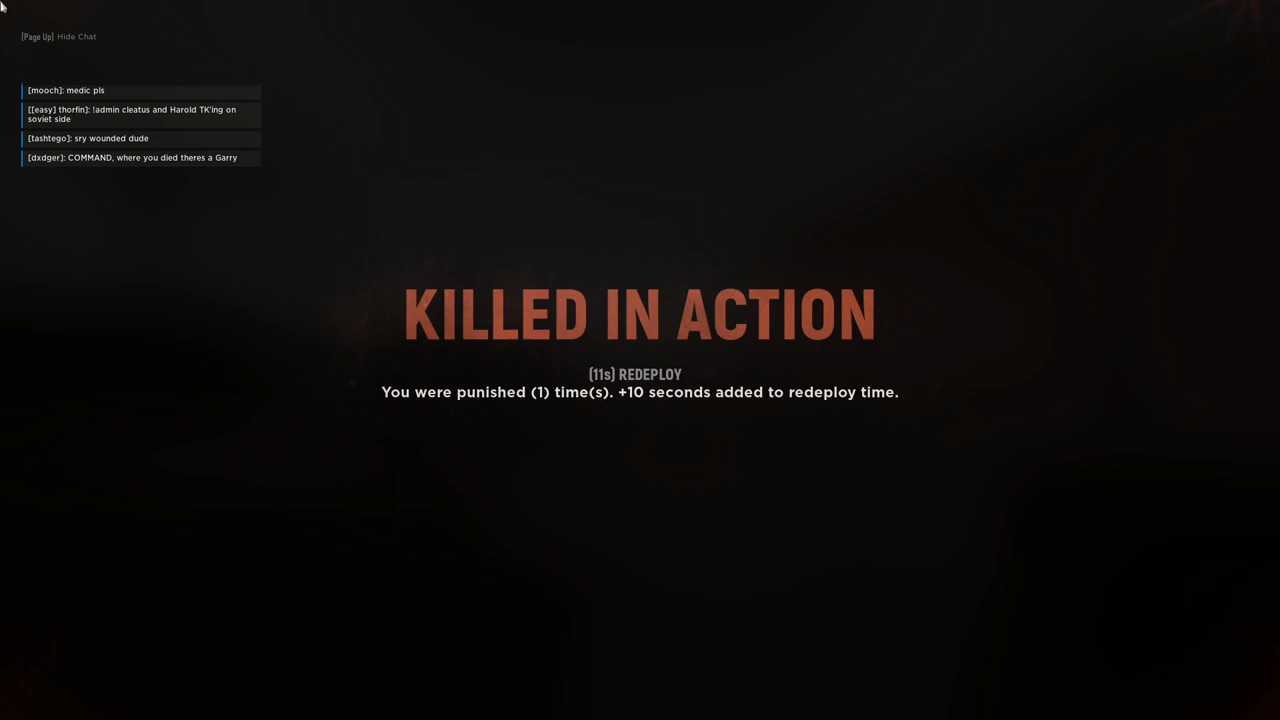 [Page Up] Hide Chat
[mooch]: medic pls
[[easy] thorfin]: !admin cleatus and Harold TK'ing on
soviet side
[tashtego]: sry wounded dude
[dxdger]: COMMAND, where you died theres a Garry
KILLED IN ACTION
(11s) REDEPLOY
You were punished (1) time(s). +10 seconds added to redeploy time.